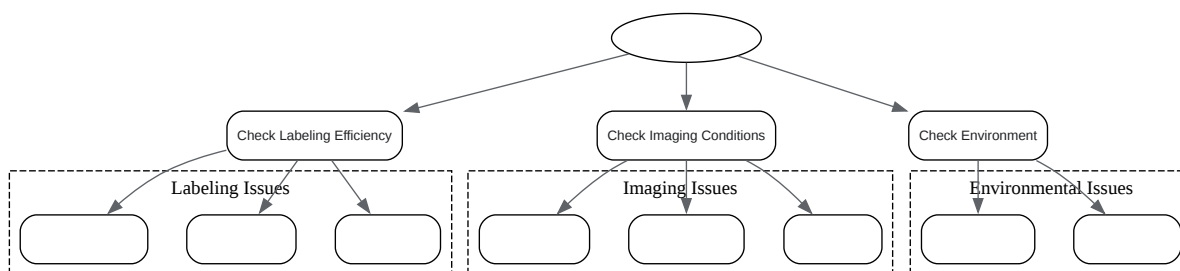 Check Labeling Efficiency
Check Imaging Conditions
Check Environment
Labeling Issues
Imaging Issues
Environmental Issues